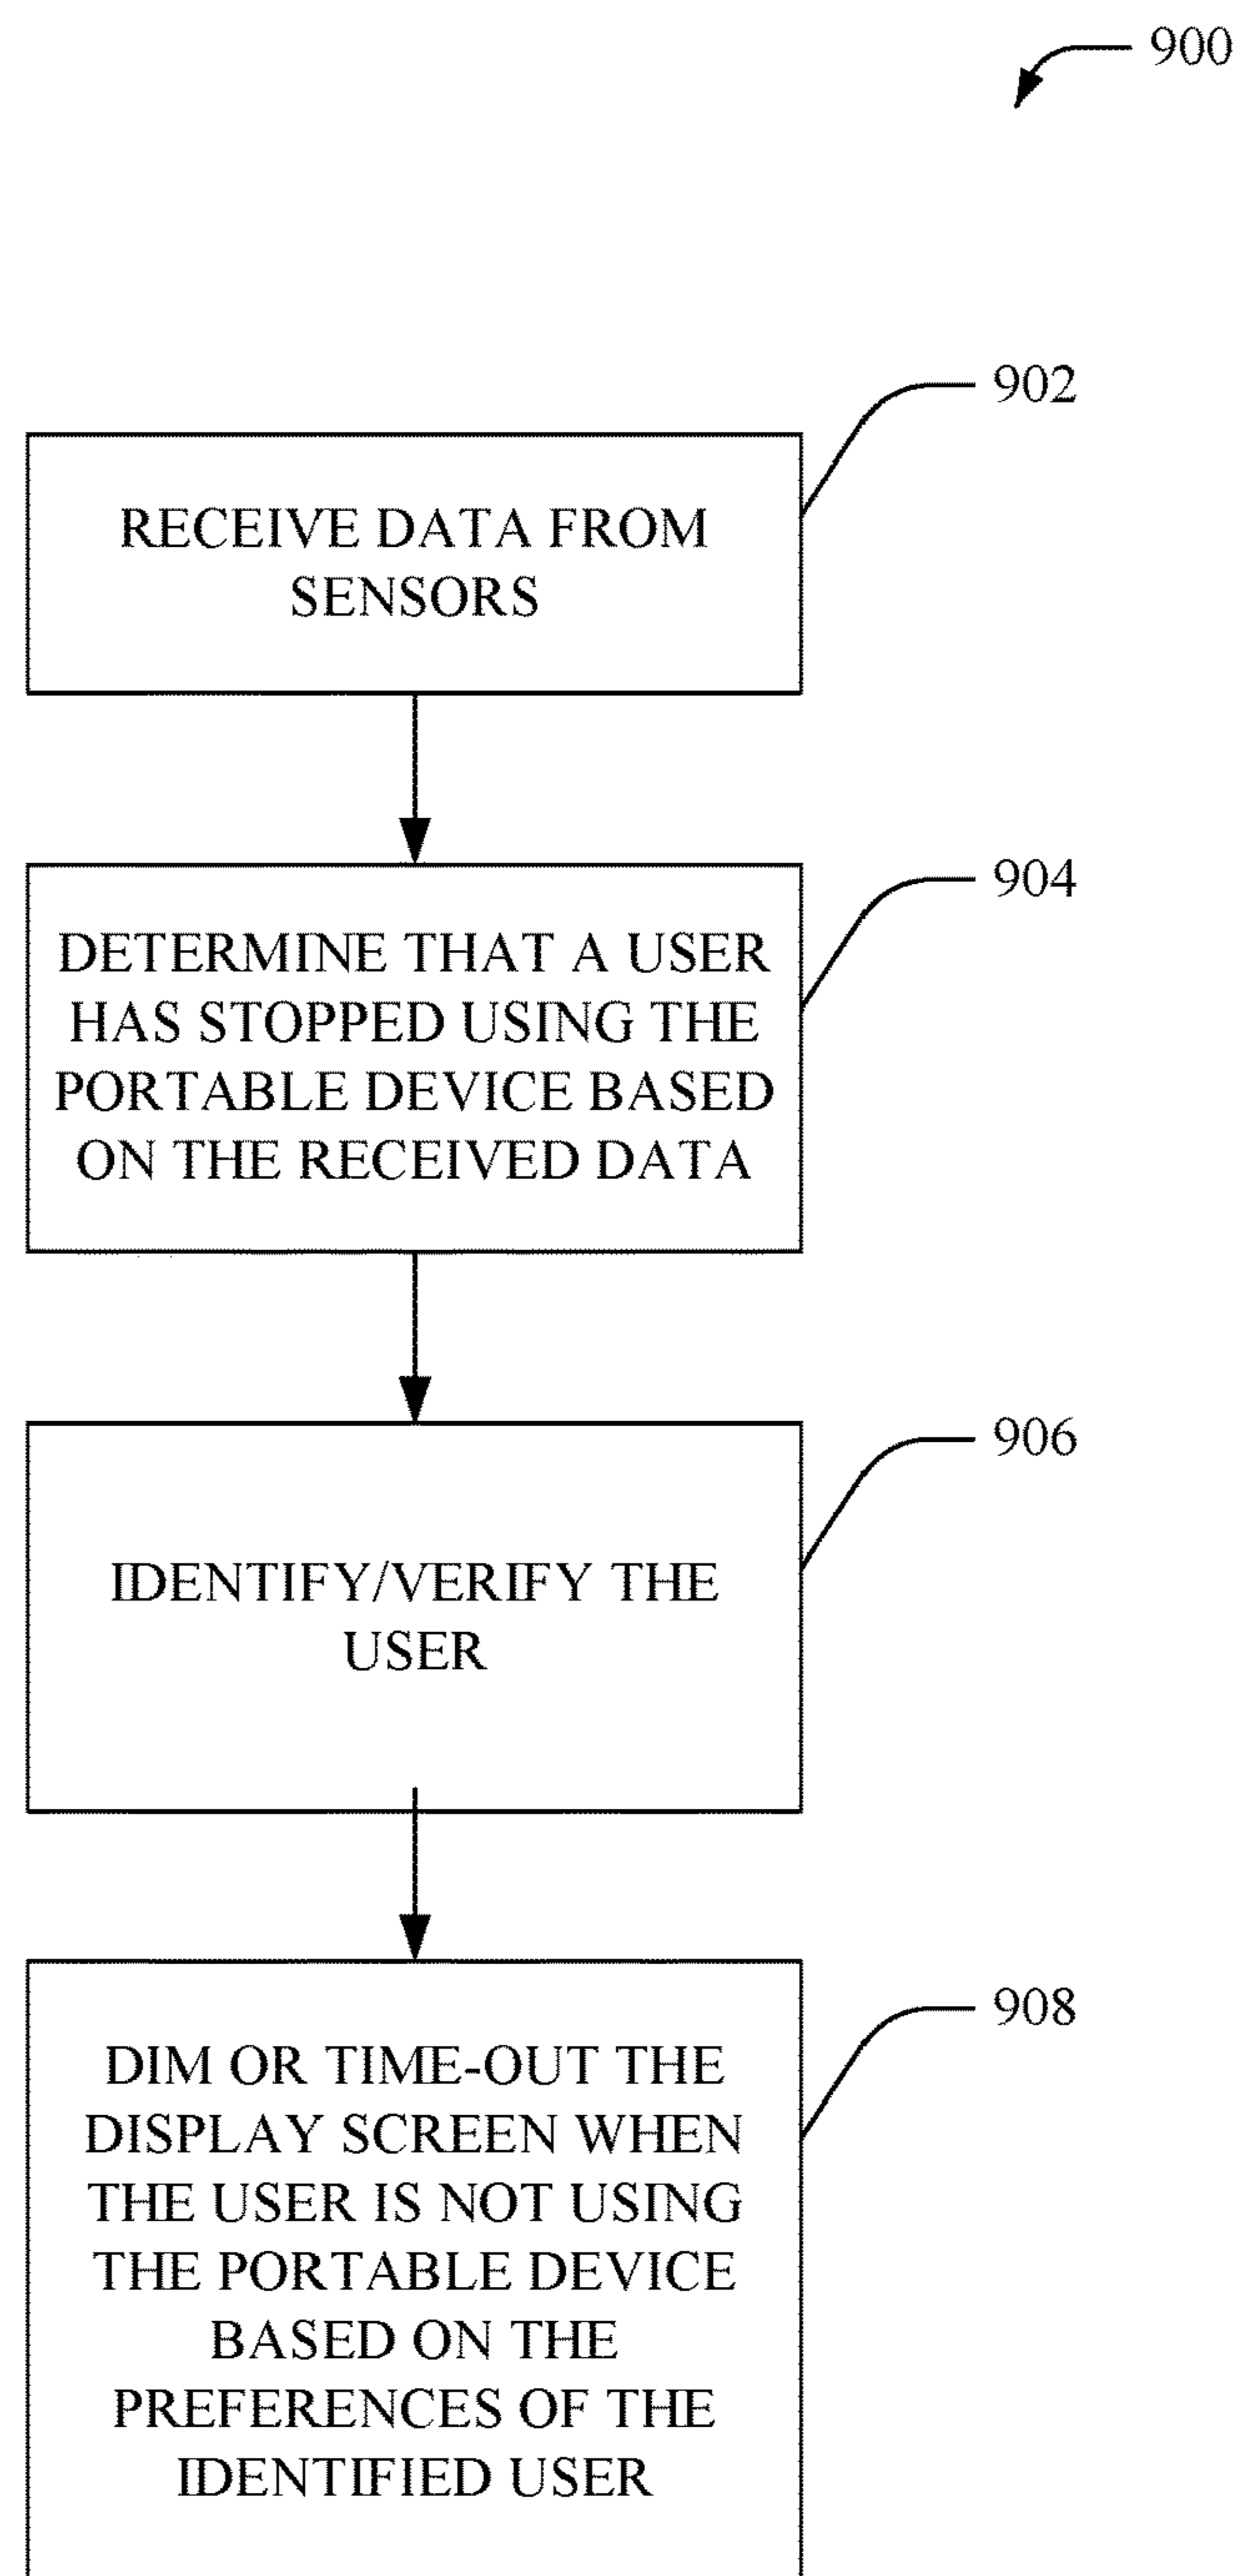 900
902
RECEIVE DATA FROM
SENSORS
904
DETERMINE THAT A USER
HAS STOPPED USING THE
PORTABLE DEVICE BASED
ON THE RECEIVED DATA
906
IDENTIFY/VERIFY THE
USER
908
DIM OR TIME-OUT THE
DISPLAY SCREEN WHEN
THE USER IS NOT USING
THE PORTABLE DEVICE
BASED ON THE
PREFERENCES OF THE
IDENTIFIED USER